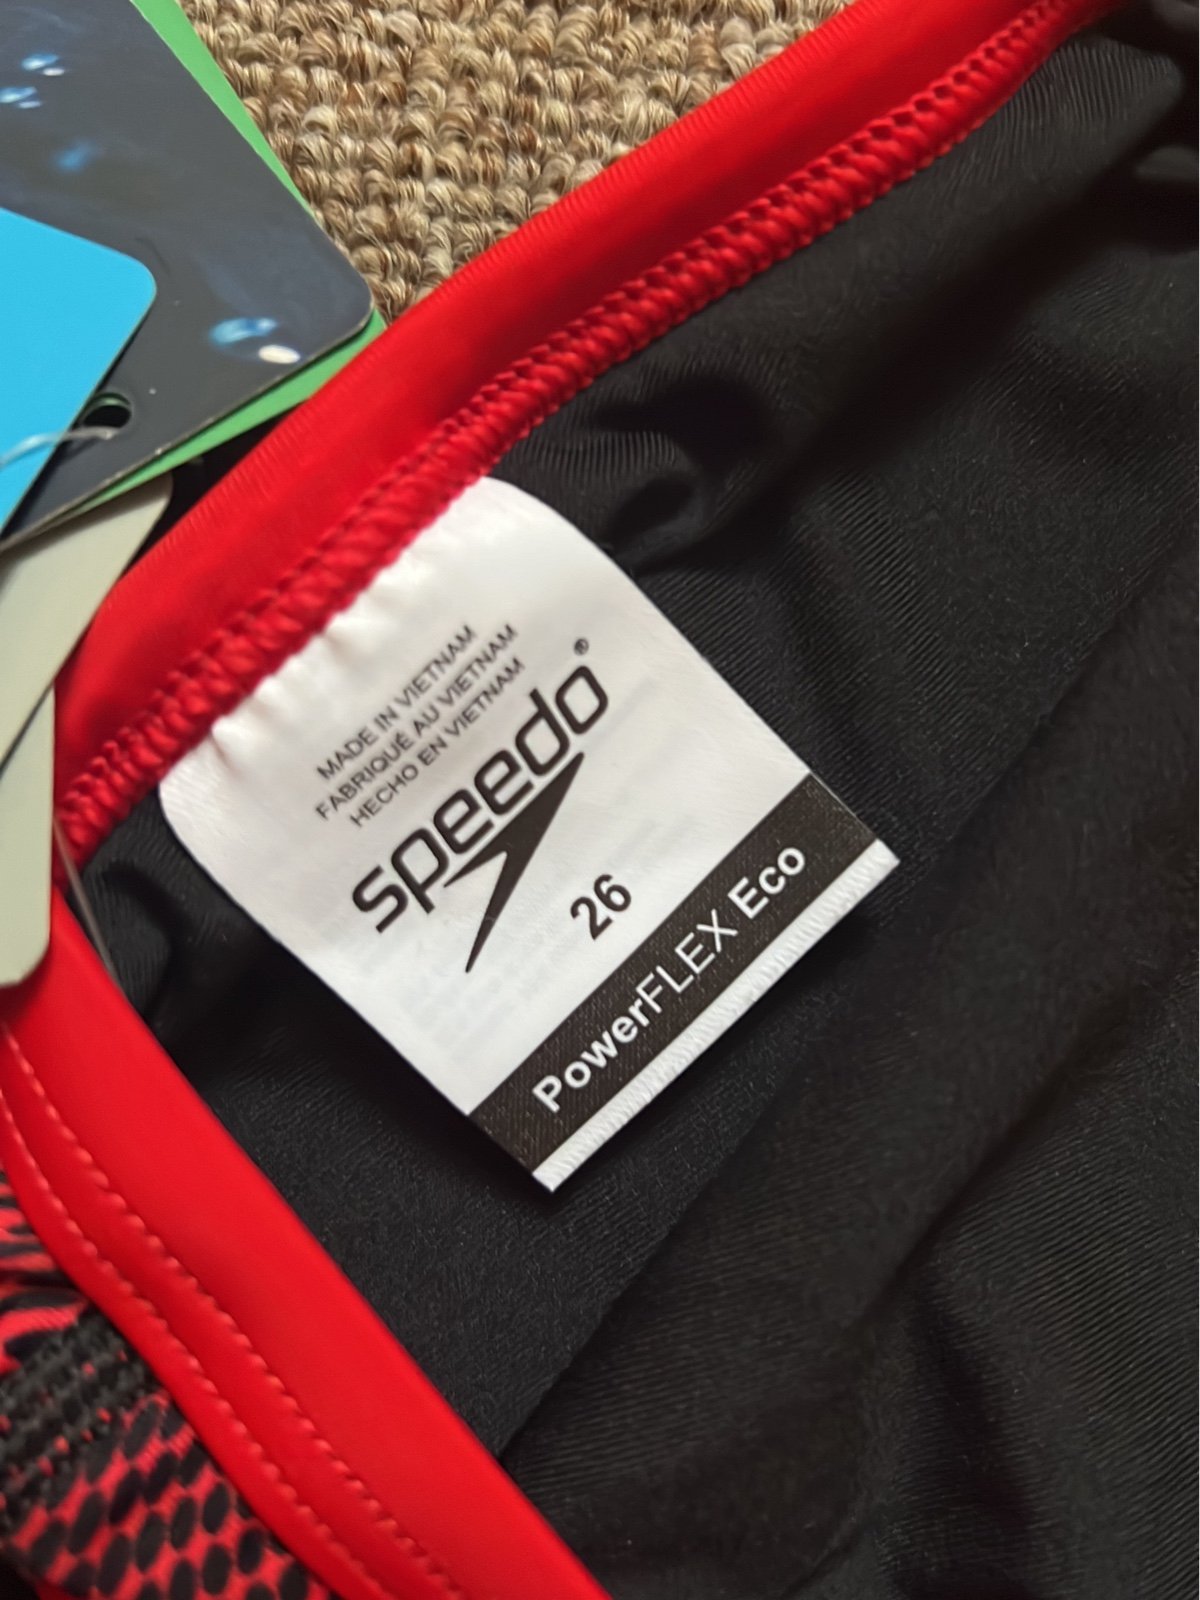 MADE IN VIETNAM
FABRIQUÉ AU VIETNAM
HECHO EN VIETNAM
speedo®
26
PowerFLEX Eco